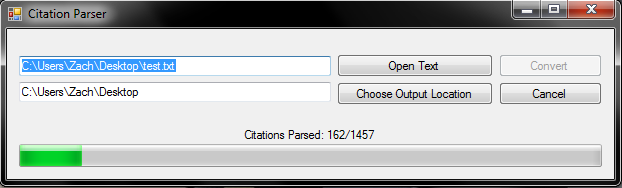 Citation Parser
C:\Users\Zach\Desktop\test.txt
Open Text
Convert
C:\Users\Zach\Desktop
Choose Output Location
Cancel
Citations Parsed: 162/1457